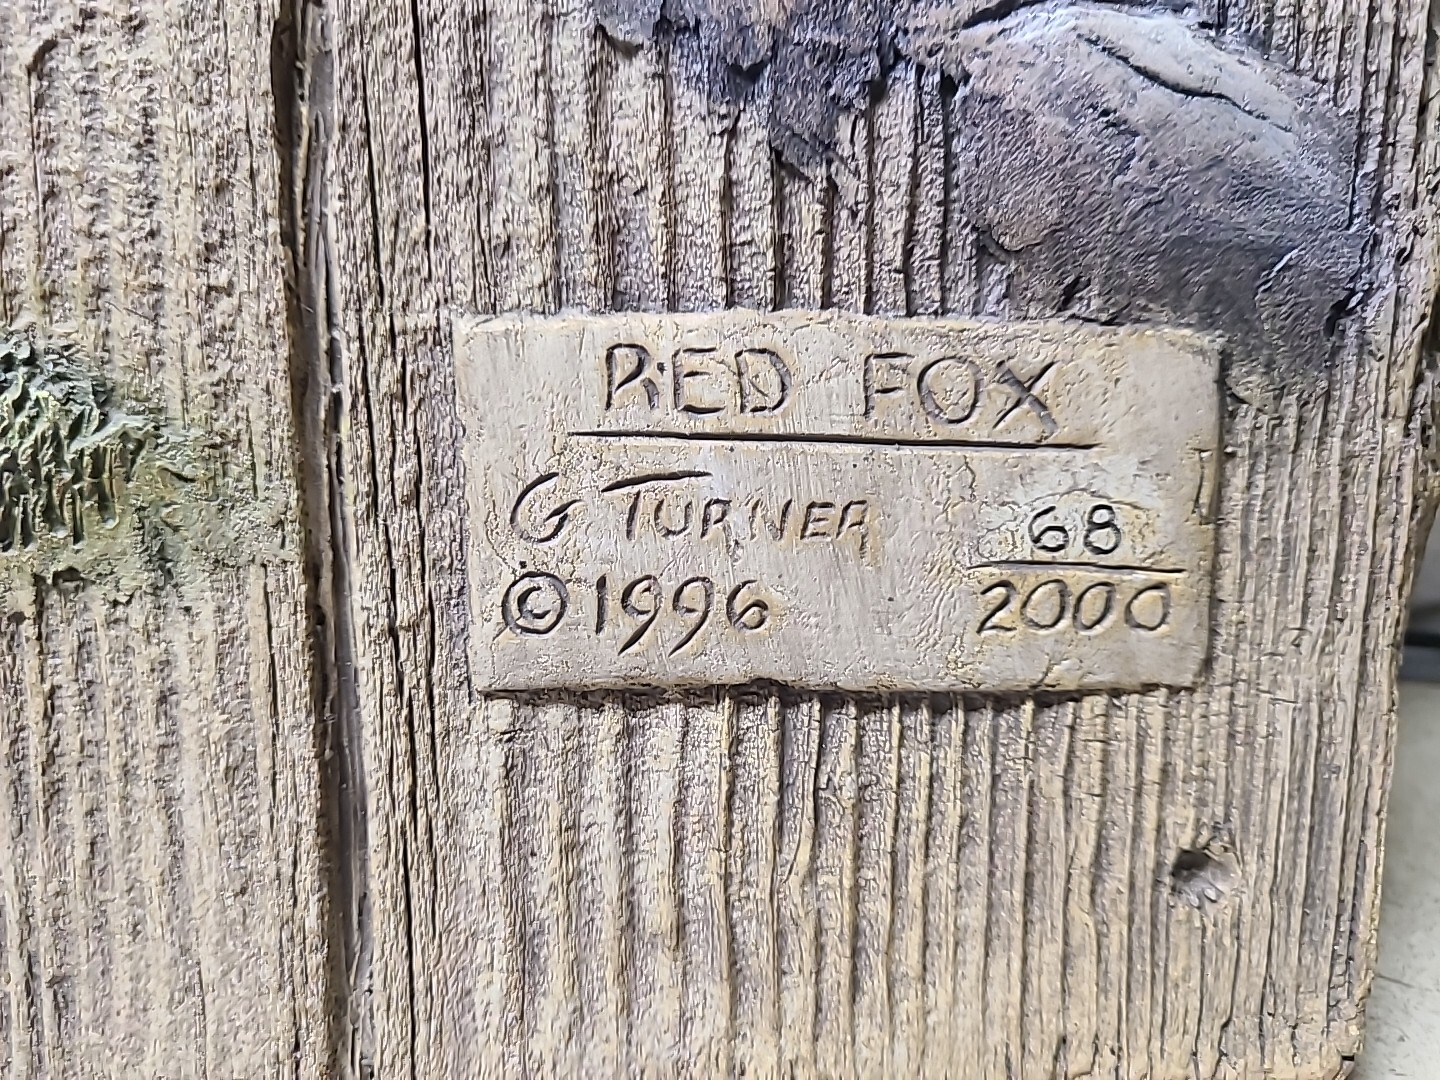 RED FOX
G TURNER
68
© 1996
2000